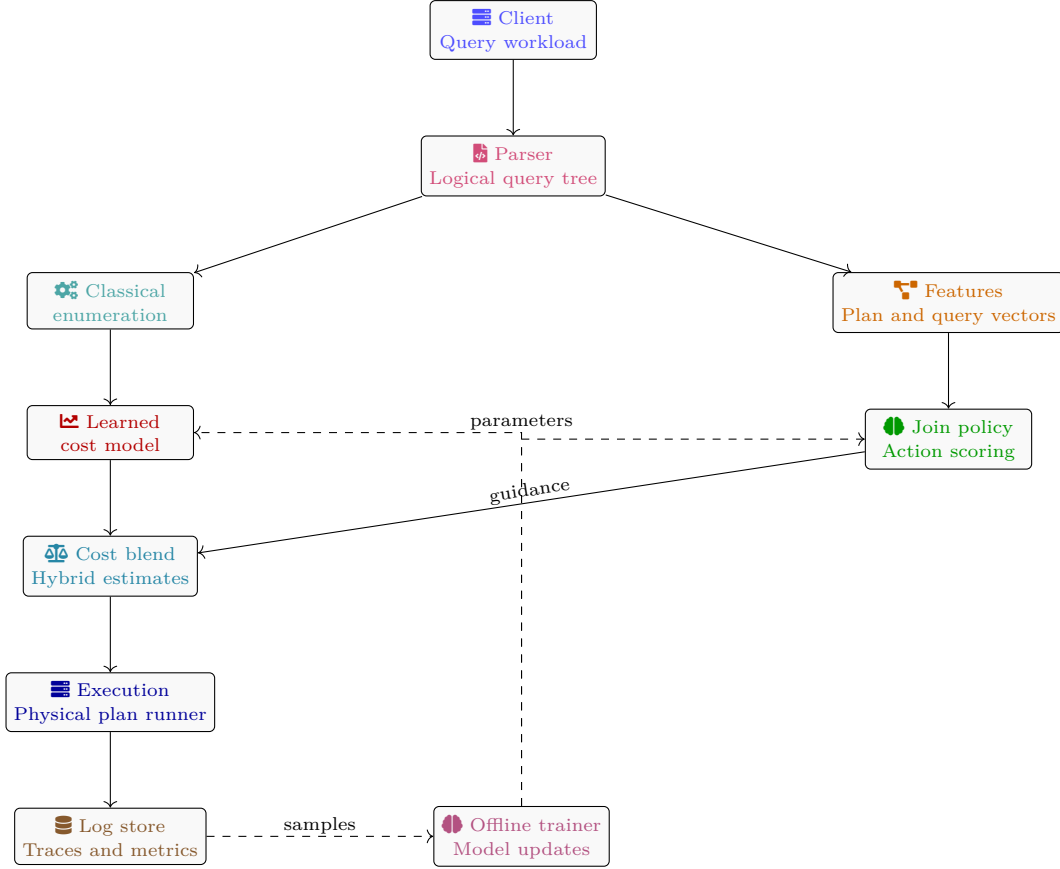 Client
Query workload
Parser
Logical query tree
Classical
enumeration
Features
Plan and query vectors
Learned
cost model
parameters
Join policy
Action scoring
guidance
Cost blend
Hybrid estimates
Execution
Physical plan runner
Log store
Traces and metrics
samples
Offline trainer
Model updates